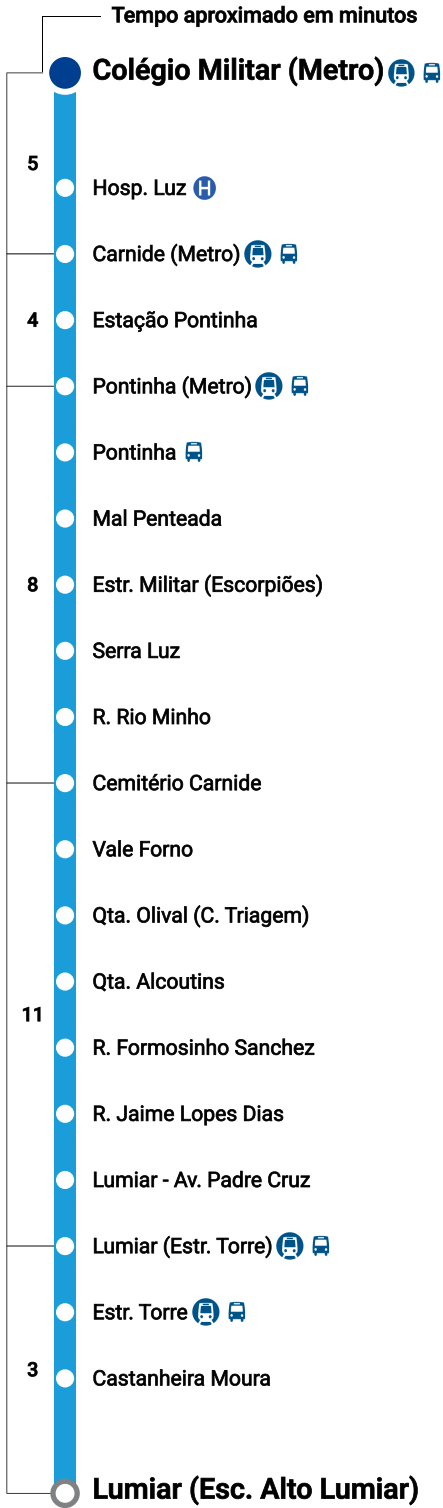 Tempo aproximado em minutos
Colégio Militar (Metro)
5
Hosp. Luz H
Carnide (Metro)
4
Estação Pontinha
Pontinha (Metro)
Pontinha
Mal Penteada
8
Estr. Militar (Escorpiões)
Serra Luz
R. Rio Minho
Cemitério Carnide
Vale Forno
Qta. Olival (C. Triagem)
Qta. Alcoutins
11
R. Formosinho Sanchez
R. Jaime Lopes Dias
Lumiar - Av. Padre Cruz
Lumiar (Estr. Torre)
Estr. Torre
3
Castanheira Moura
Lumiar (Esc. Alto Lumiar)